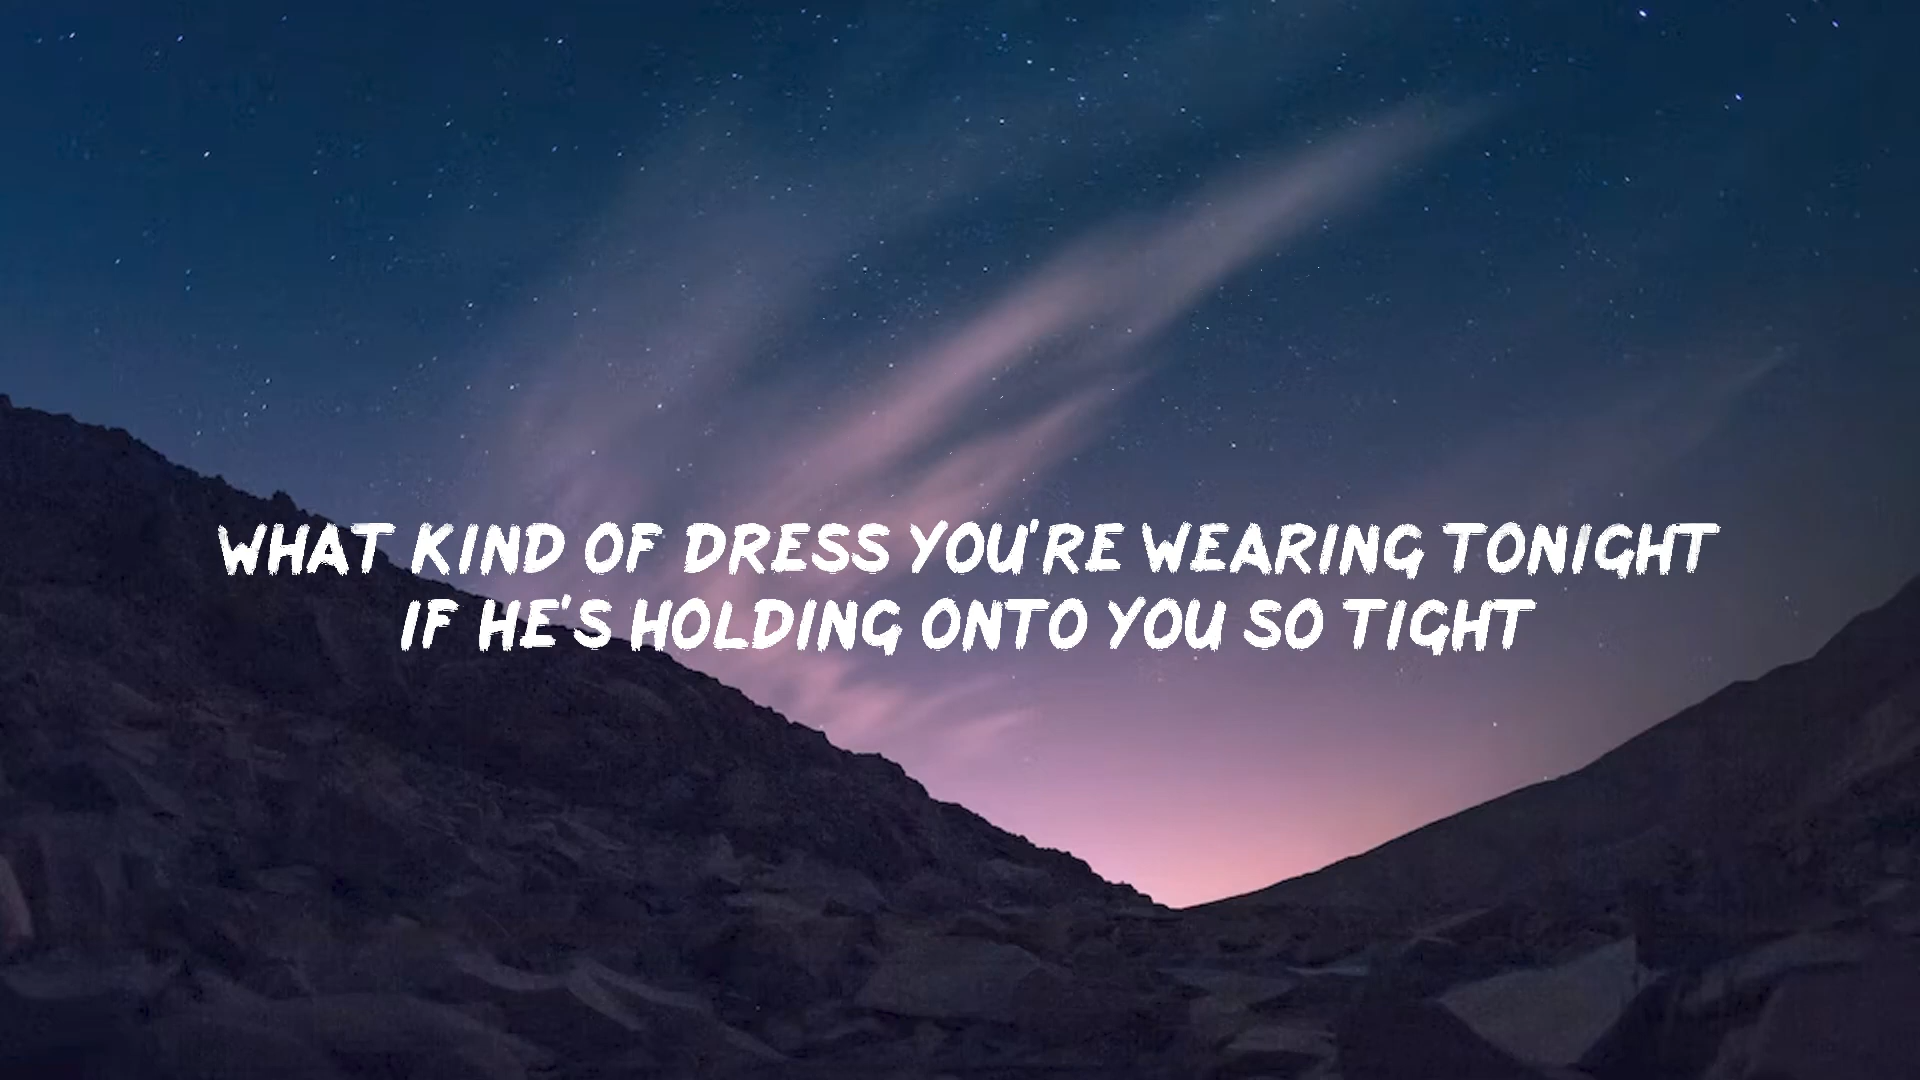 WHAT KIND OF DRESS YOU'RE WEARING TONIGHT
IF HE'S HOLDING ONTO YOU SO TIGHT